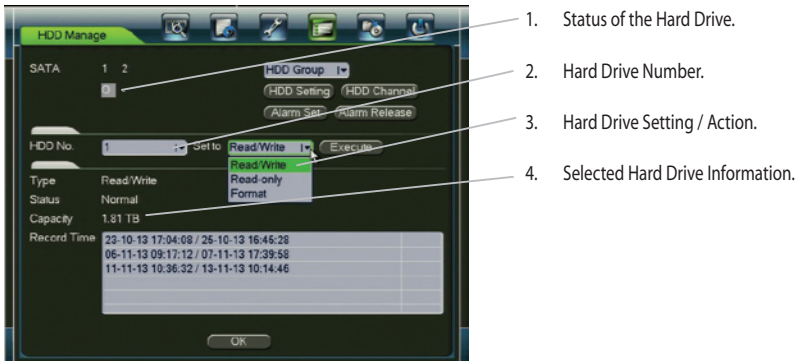 HDD Manage
SATA 1 2 HDD Group
O HDD Setting HDD Channel
Alarm Set Alarm Release
HDD No. 1 Set to Read/Write Execute
Read/Write
Read-only
Format
Type Read/Write
Status Normal
Capacity 1.81 TB
Record Time 23-10-13 17:04:08 / 25-10-13 16:45:28
06-11-13 09:17:12 / 07-11-13 17:39:58
11-11-13 10:36:32 / 13-11-13 10:14:46
OK
1. Status of the Hard Drive.
2. Hard Drive Number.
3. Hard Drive Setting / Action.
4. Selected Hard Drive Information.